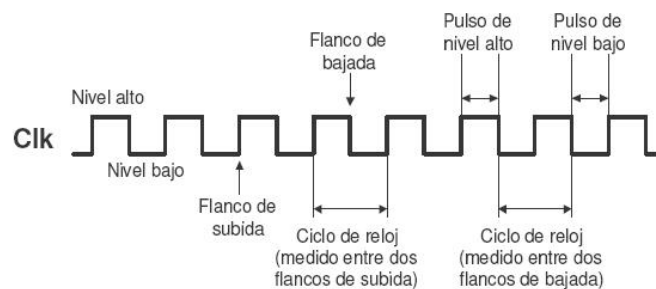 Flanco de
bajada
Pulso de
nivel alto
Pulso de
nivel bajo
Nivel alto
Clk
Nivel bajo
Flanco de
subida
Ciclo de reloj
(medido entre dos
flancos de subida)
Ciclo de reloj
(medido entre dos
flancos de bajada)